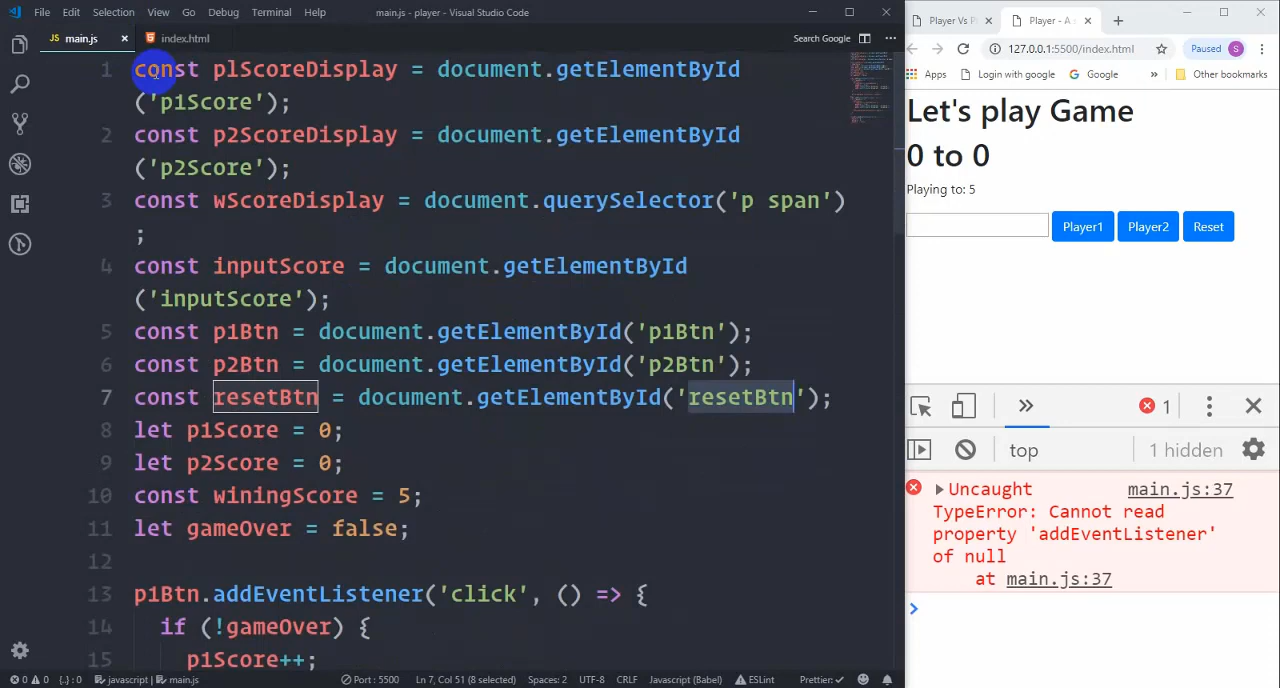 File Edit Selection View Go Debug Terminal Help main.js - player - Visual Studio Code
JS main.js × index.html Search Google ...
1 const p1ScoreDisplay = document.getElementById
('p1Score');
2 const p2ScoreDisplay = document.getElementById
('p2Score');
3 const wScoreDisplay = document.querySelector('p span')
;
4 const inputScore = document.getElementById
('inputScore');
5 const p1Btn = document.getElementById('p1Btn');
6 const p2Btn = document.getElementById('p2Btn');
7 const resetBtn = document.getElementById('resetBtn');
8 let p1Score = 0;
9 let p2Score = 0;
10 const winingScore = 5;
11 let gameOver = false;
12
13 p1Btn.addEventListener('click', () => {
14 if (!gameOver) {
15 p1Score++;
0 0 {..} : 0 javascript | main.js Port : 5500 Ln 7, Col 51 (8 selected) Spaces: 2 UTF-8 CRLF Javascript (Babel) ESLint Prettier: ✓
Player Vs P × Player - A s × +
127.0.0.1:5500/index.html Paused S
Apps Login with google G Google » Other bookmarks
Let's play Game
0 to 0
Playing to: 5
Player1 Player2 Reset
» 1
top 1 hidden
Uncaught main.js:37
TypeError: Cannot read
property 'addEventListener'
of null
at main.js:37
>